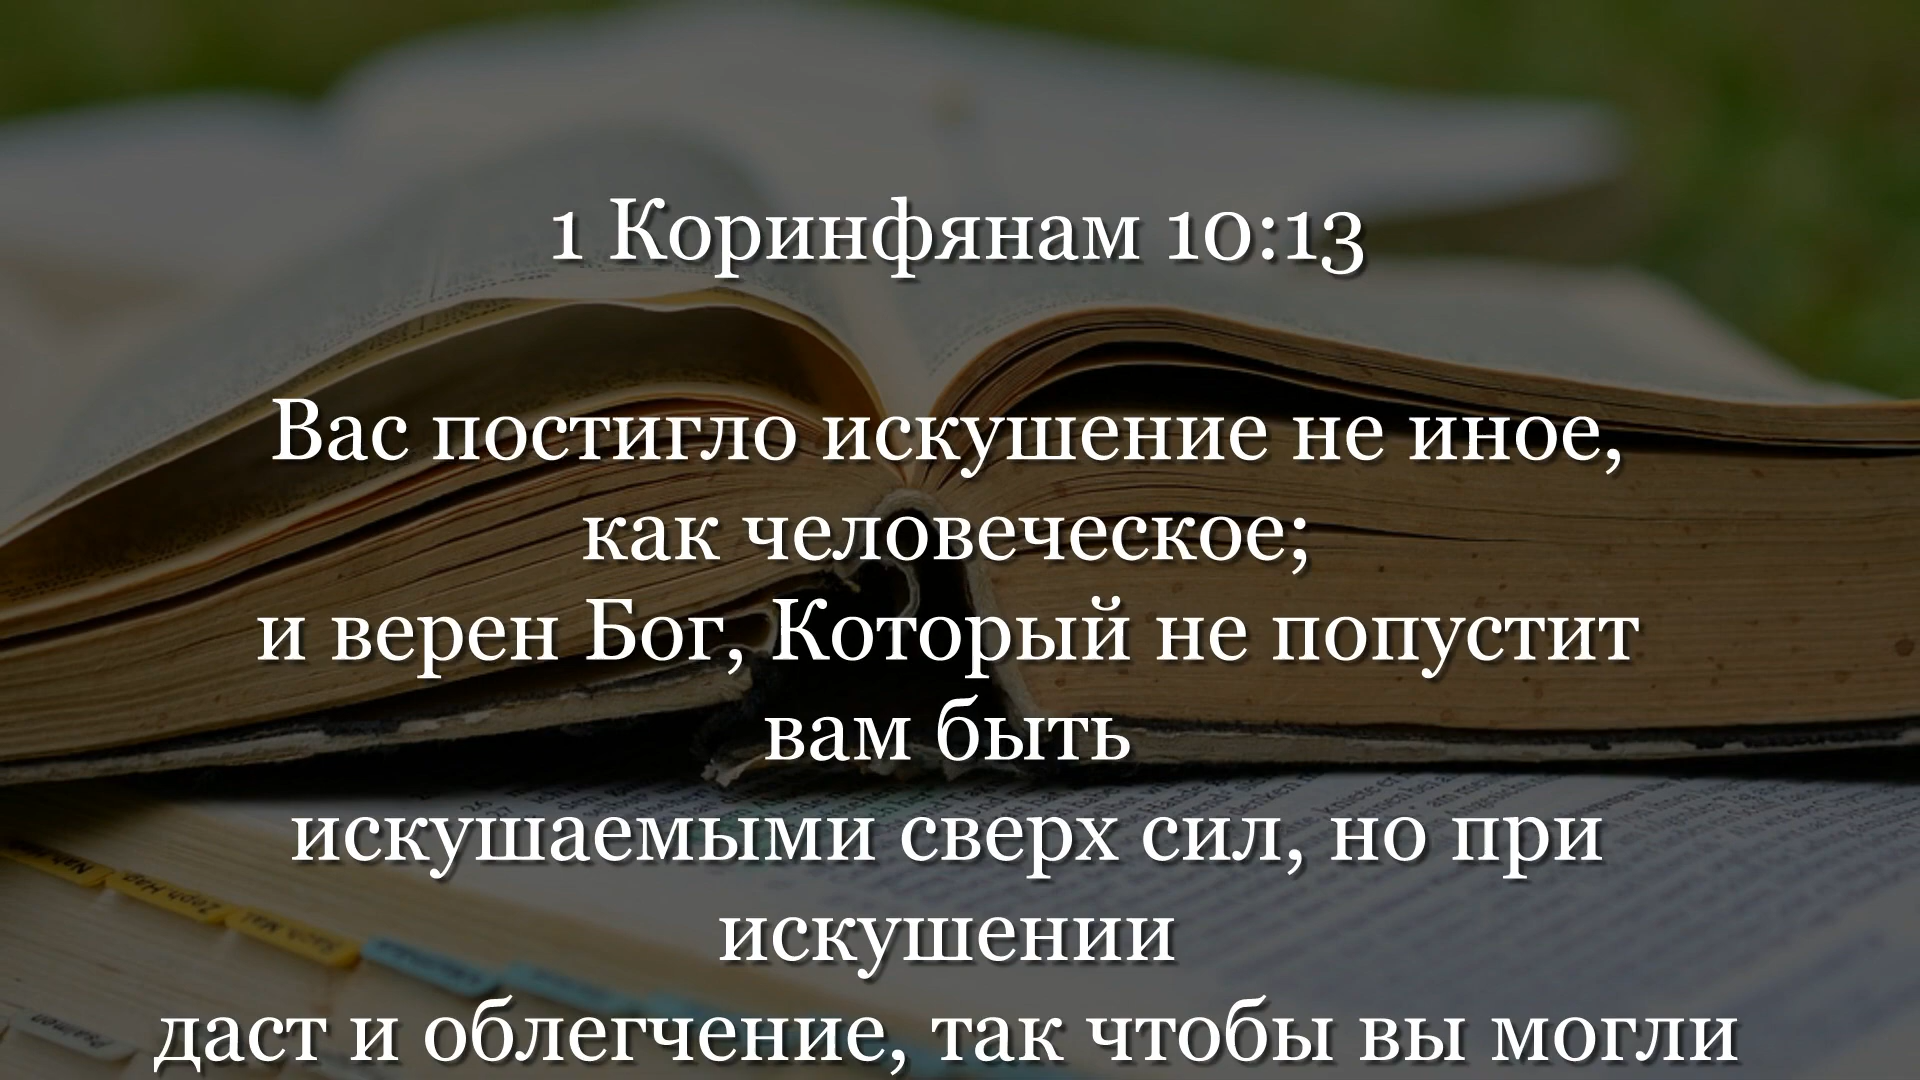 1 Коринфянам 10:13
Вас постигло искушение не иное,
как человеческое;
и верен Бог, Который не попустит
вам быть
искушаемыми сверх сил, но при
искушении
даст и облегчение, так чтобы вы могли